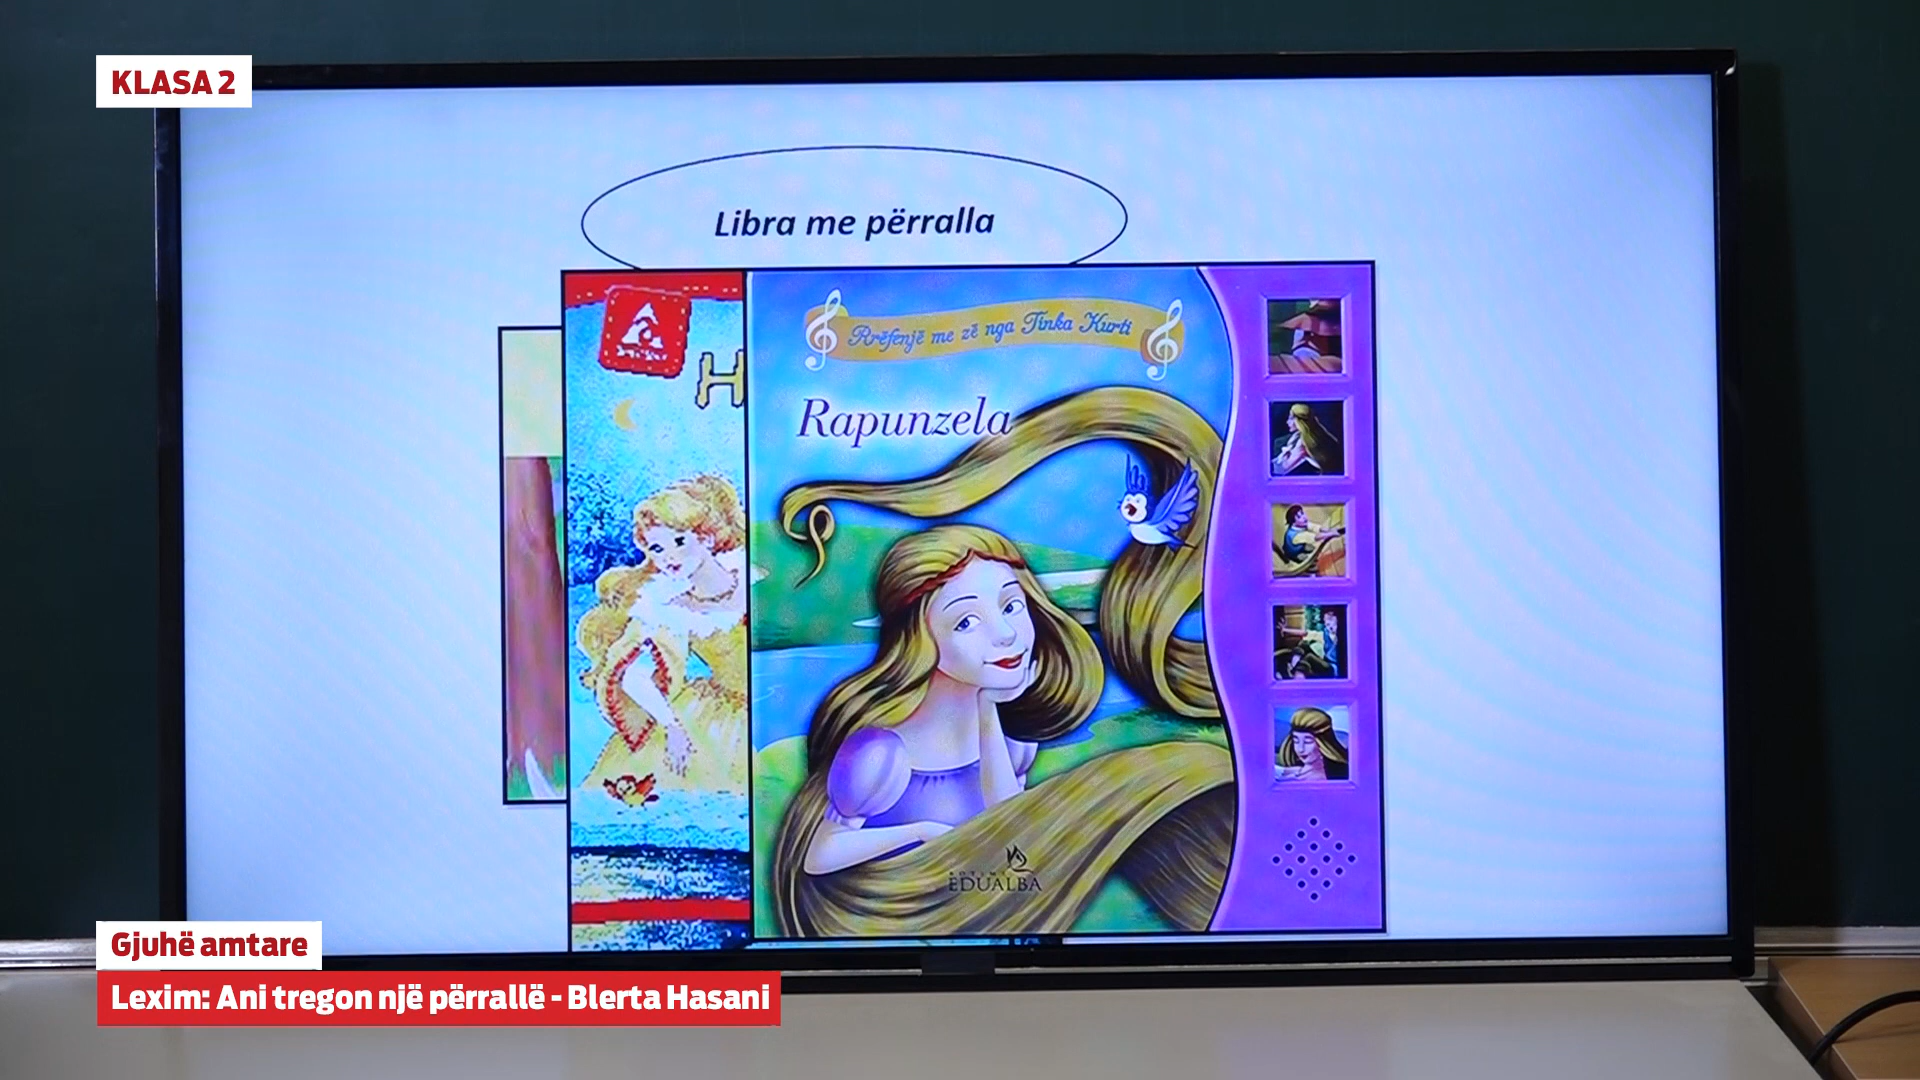 KLASA 2
Libra me përralla
Rrëfenjë me zë nga Tinka Kurti
H
Rapunzela
BOTIME
EDUALBA
Gjuhë amtare
Lexim: Ani tregon një përrallë - Blerta Hasani